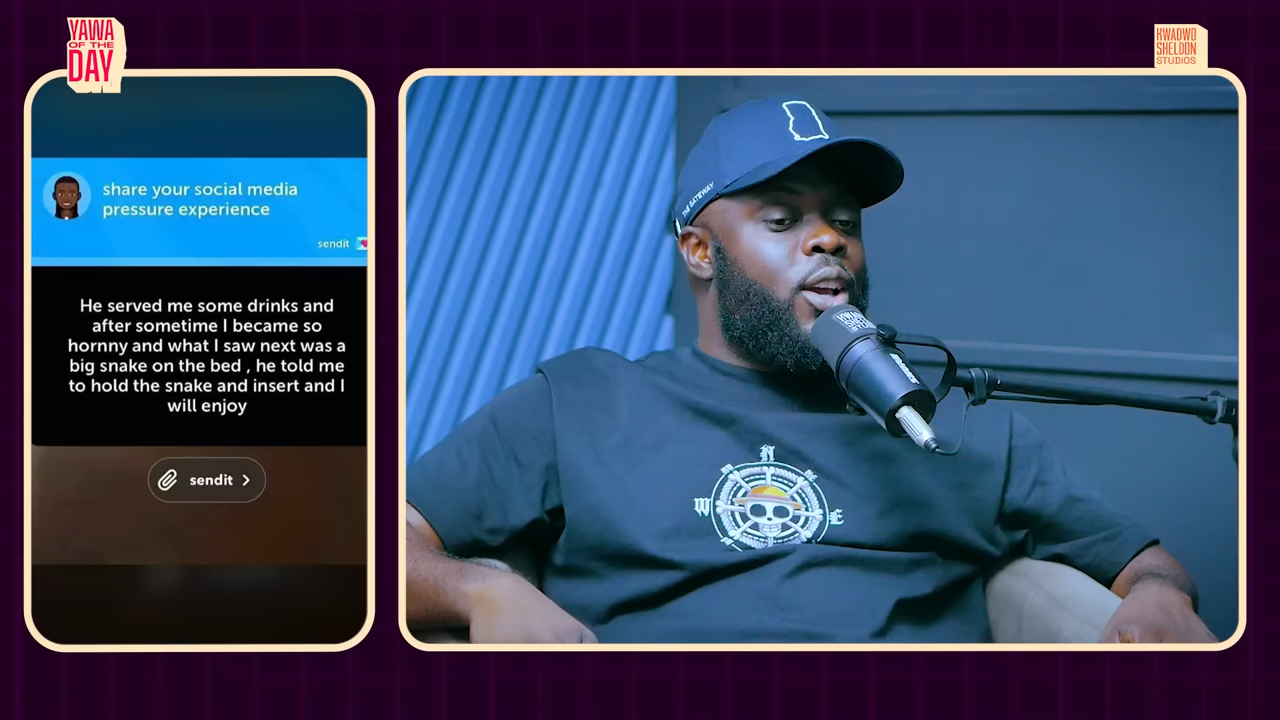 YAWA
OF THE
DAY
KWADWO
SHELDON
STUDIOS
share your social media
pressure experience
sendit
He served me some drinks and
after sometime I became so
hornny and what I saw next was a
big snake on the bed , he told me
to hold the snake and insert and I
will enjoy
sendit
THE GATEWAY
N
W
E